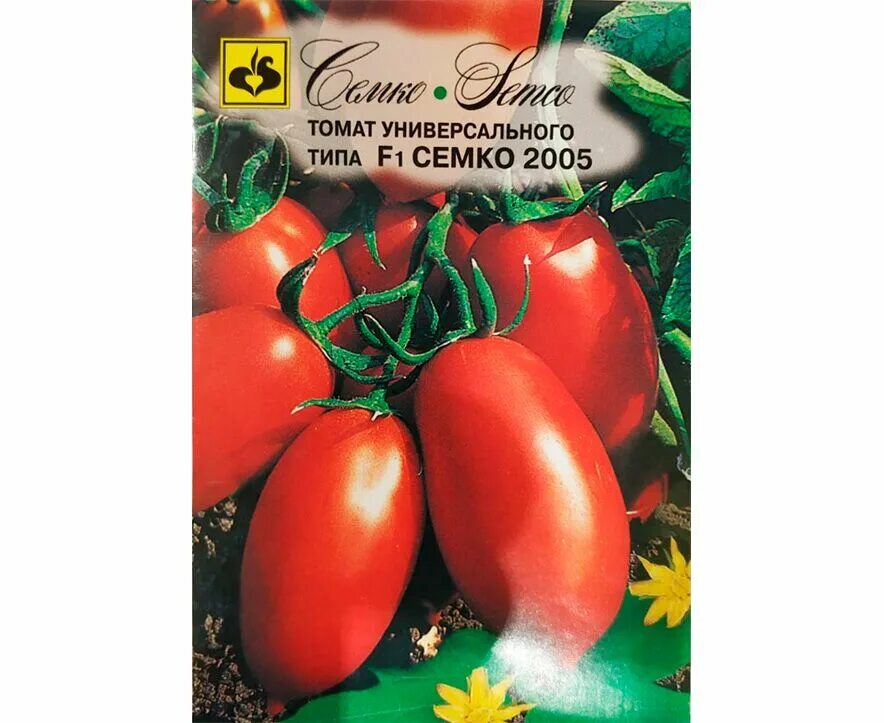 Семко • Semco
ТОМАТ УНИВЕРСАЛЬНОГО
ТИПА F1 СЕМКО 2005